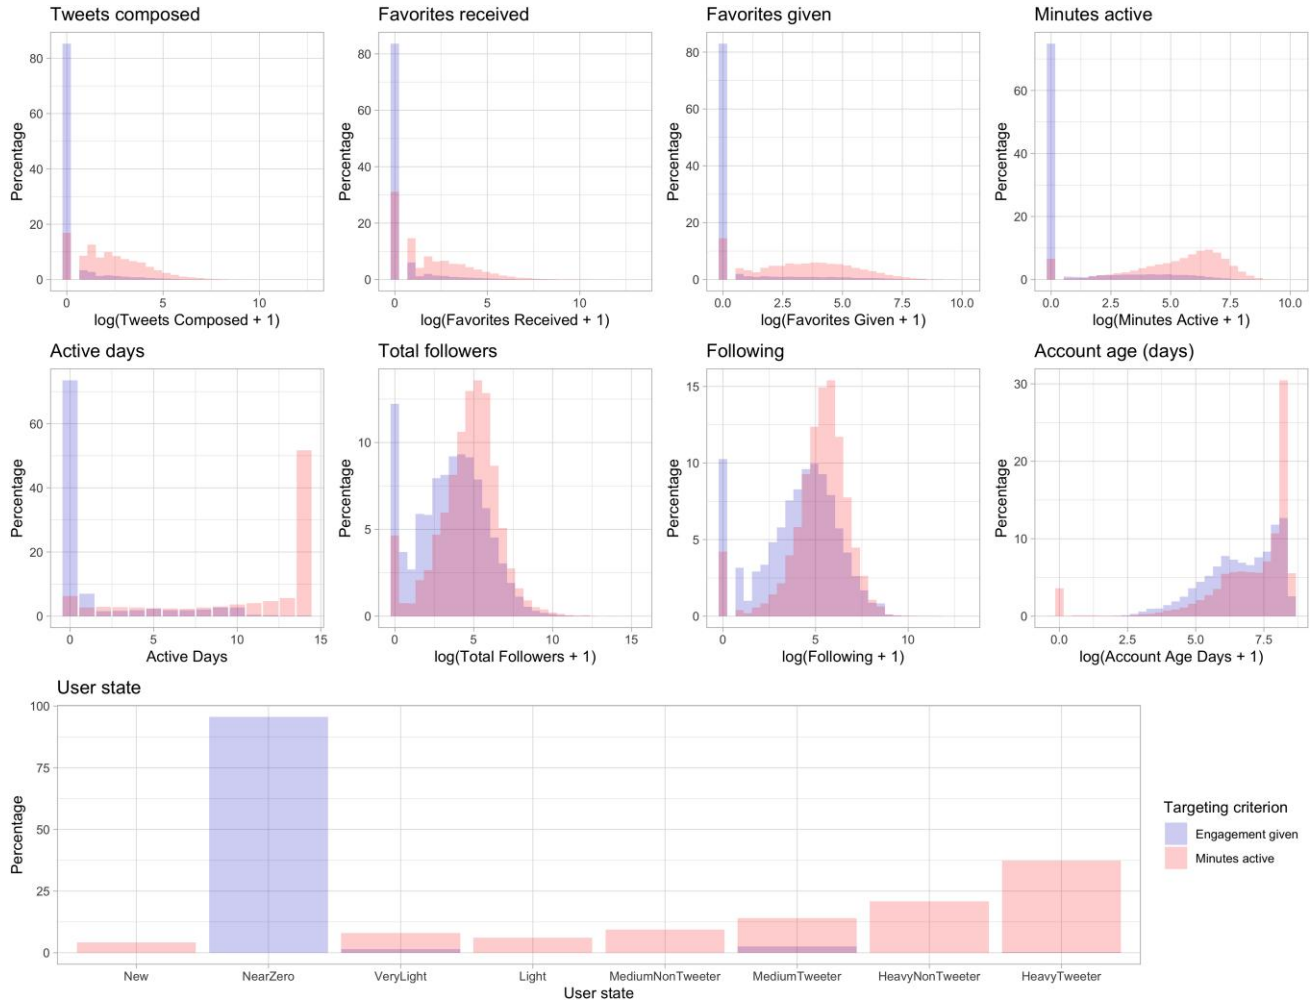 Tweets composed
Favorites received
Favorites given
Minutes active
Percentage
80
60
40
20
0
0
5
10
log(Tweets Composed + 1)
Percentage
80
60
40
20
0
0
5
10
log(Favorites Received + 1)
Percentage
80
60
40
20
0
0.0
2.5
5.0
7.5
10.0
log(Favorites Given + 1)
Percentage
60
40
20
0
0.0
2.5
5.0
7.5
10.0
log(Minutes Active + 1)
Active days
Total followers
Following
Account age (days)
Percentage
60
40
20
0
0
5
10
15
Active Days
Percentage
10
5
0
0
5
10
15
log(Total Followers + 1)
Percentage
15
10
5
0
0
5
10
log(Following + 1)
Percentage
30
20
10
0
0.0
2.5
5.0
7.5
log(Account Age Days + 1)
User state
Percentage
100
75
50
25
0
New
NearZero
VeryLight
Light
MediumNonTweeter
MediumTweeter
HeavyNonTweeter
HeavyTweeter
User state
Targeting criterion
Engagement given
Minutes active